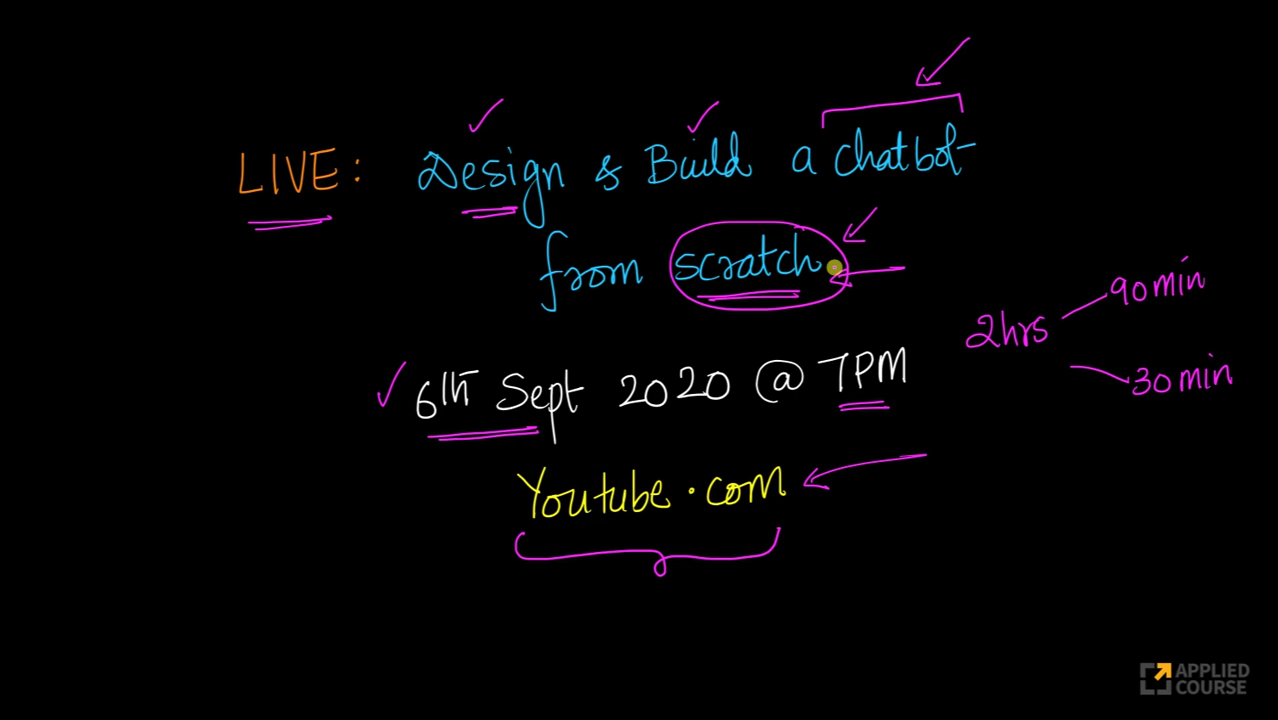 LIVE: Design & Build a chatbot
from scratch
2hrs
90min
30min
6th Sept 2020 @ 7PM
Youtube.com
APPLIED
COURSE